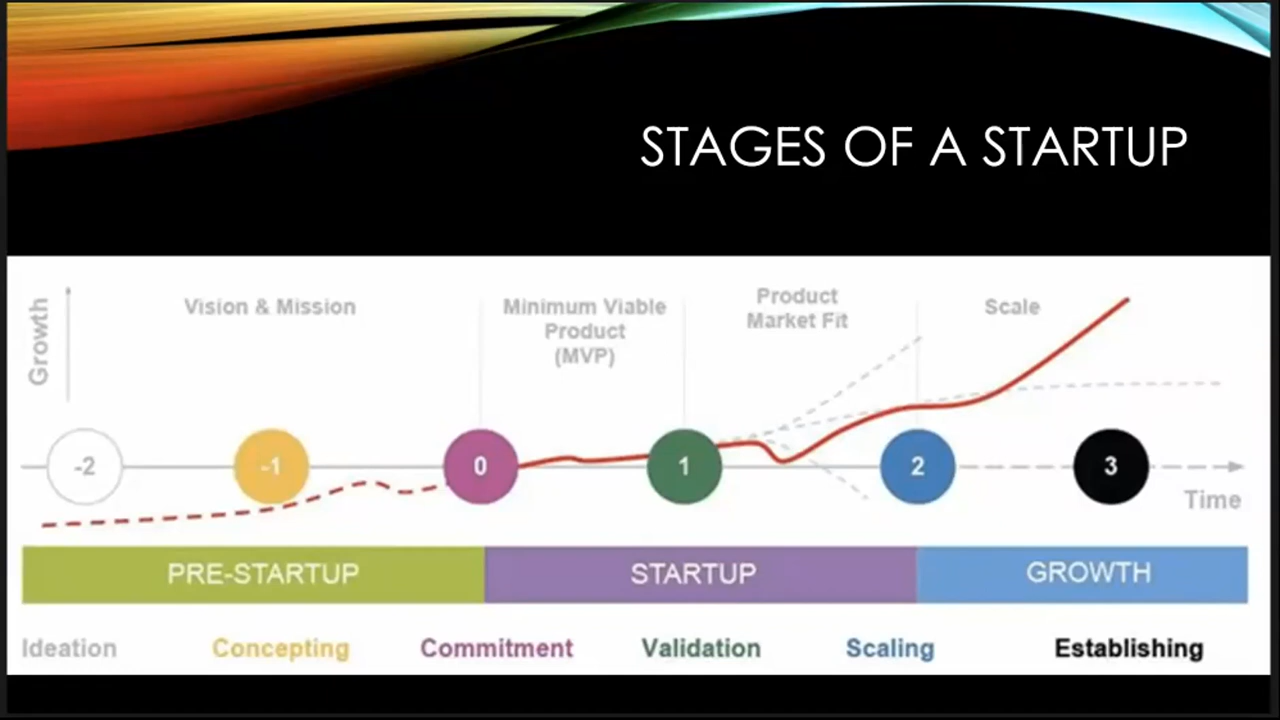 STAGES OF A STARTUP
Growth
Vision & Mission
Minimum Viable
Product
(MVP)
Product
Market Fit
Scale
-2
-1
0
1
2
3
Time
PRE-STARTUP
STARTUP
GROWTH
Ideation
Concepting
Commitment
Validation
Scaling
Establishing